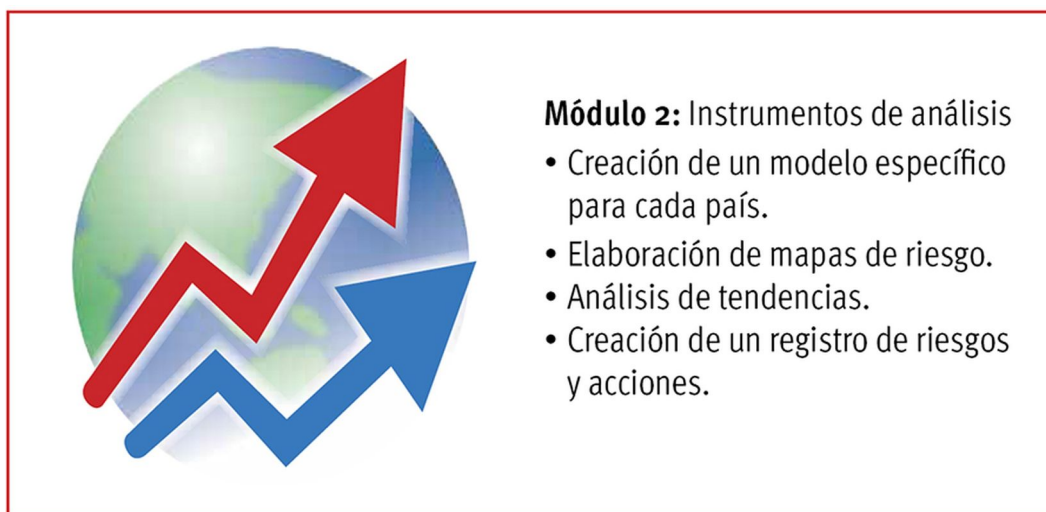 Módulo 2: Instrumentos de análisis
• Creación de un modelo específico
para cada país.
• Elaboración de mapas de riesgo.
• Análisis de tendencias.
• Creación de un registro de riesgos
y acciones.